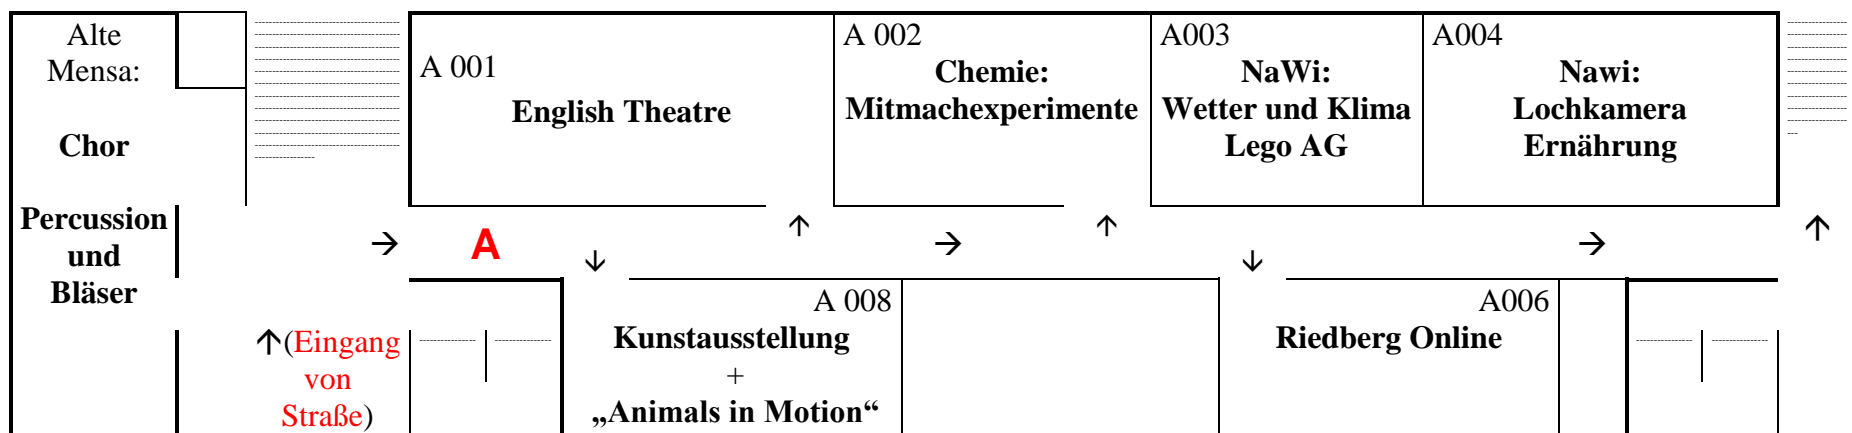 Alte
Mensa:
Chor
Percussion
und
Bläser
→
↑(Eingang
von
Straße)
A
A 001
English Theatre
A 002
Chemie:
Mitmachexperimente
A003
NaWi:
Wetter und Klima
Lego AG
A004
Nawi:
Lochkamera
Ernährung
↓ ↑ → ↑ ↓ → ↑
A 008
Kunstausstellung
+
„Animals in Motion“
A006
Riedberg Online